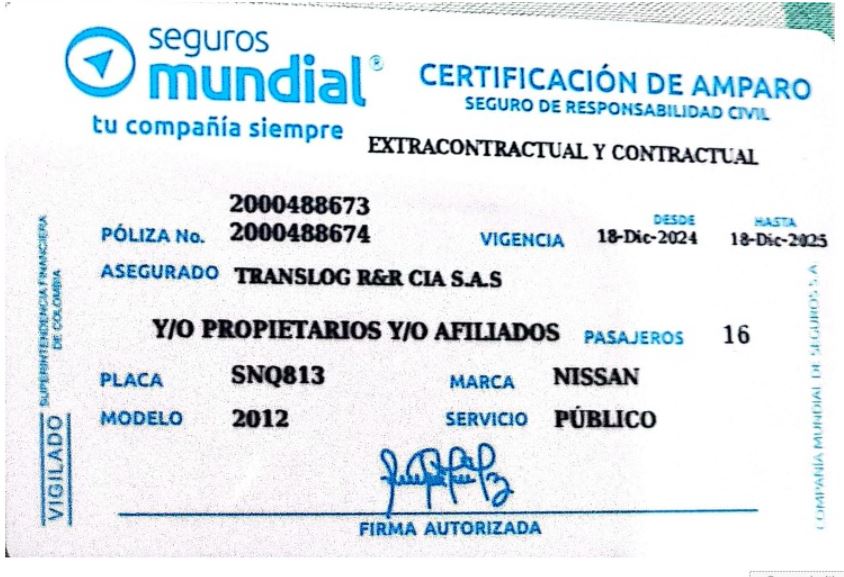 seguros
mundial®
tu compañía siempre
CERTIFICACIÓN DE AMPARO
SEGURO DE RESPONSABILIDAD CIVIL
EXTRACONTRACTUAL Y CONTRACTUAL
2000488673
PÓLIZA No. 2000488674 VIGENCIA DESDE 18-Dic-2024 HASTA 18-Dic-2025
ASEGURADO TRANSLOG R&R CIA S.A.S
Y/O PROPIETARIOS Y/O AFILIADOS PASAJEROS 16
PLACA SNQ813 MARCA NISSAN
MODELO 2012 SERVICIO PÚBLICO
FIRMA AUTORIZADA
VIGILADO
SUPERINTENDENCIA FINANCIERA
DE COLOMBIA
COMPAÑÍA MUNDIAL DE SEGUROS S.A